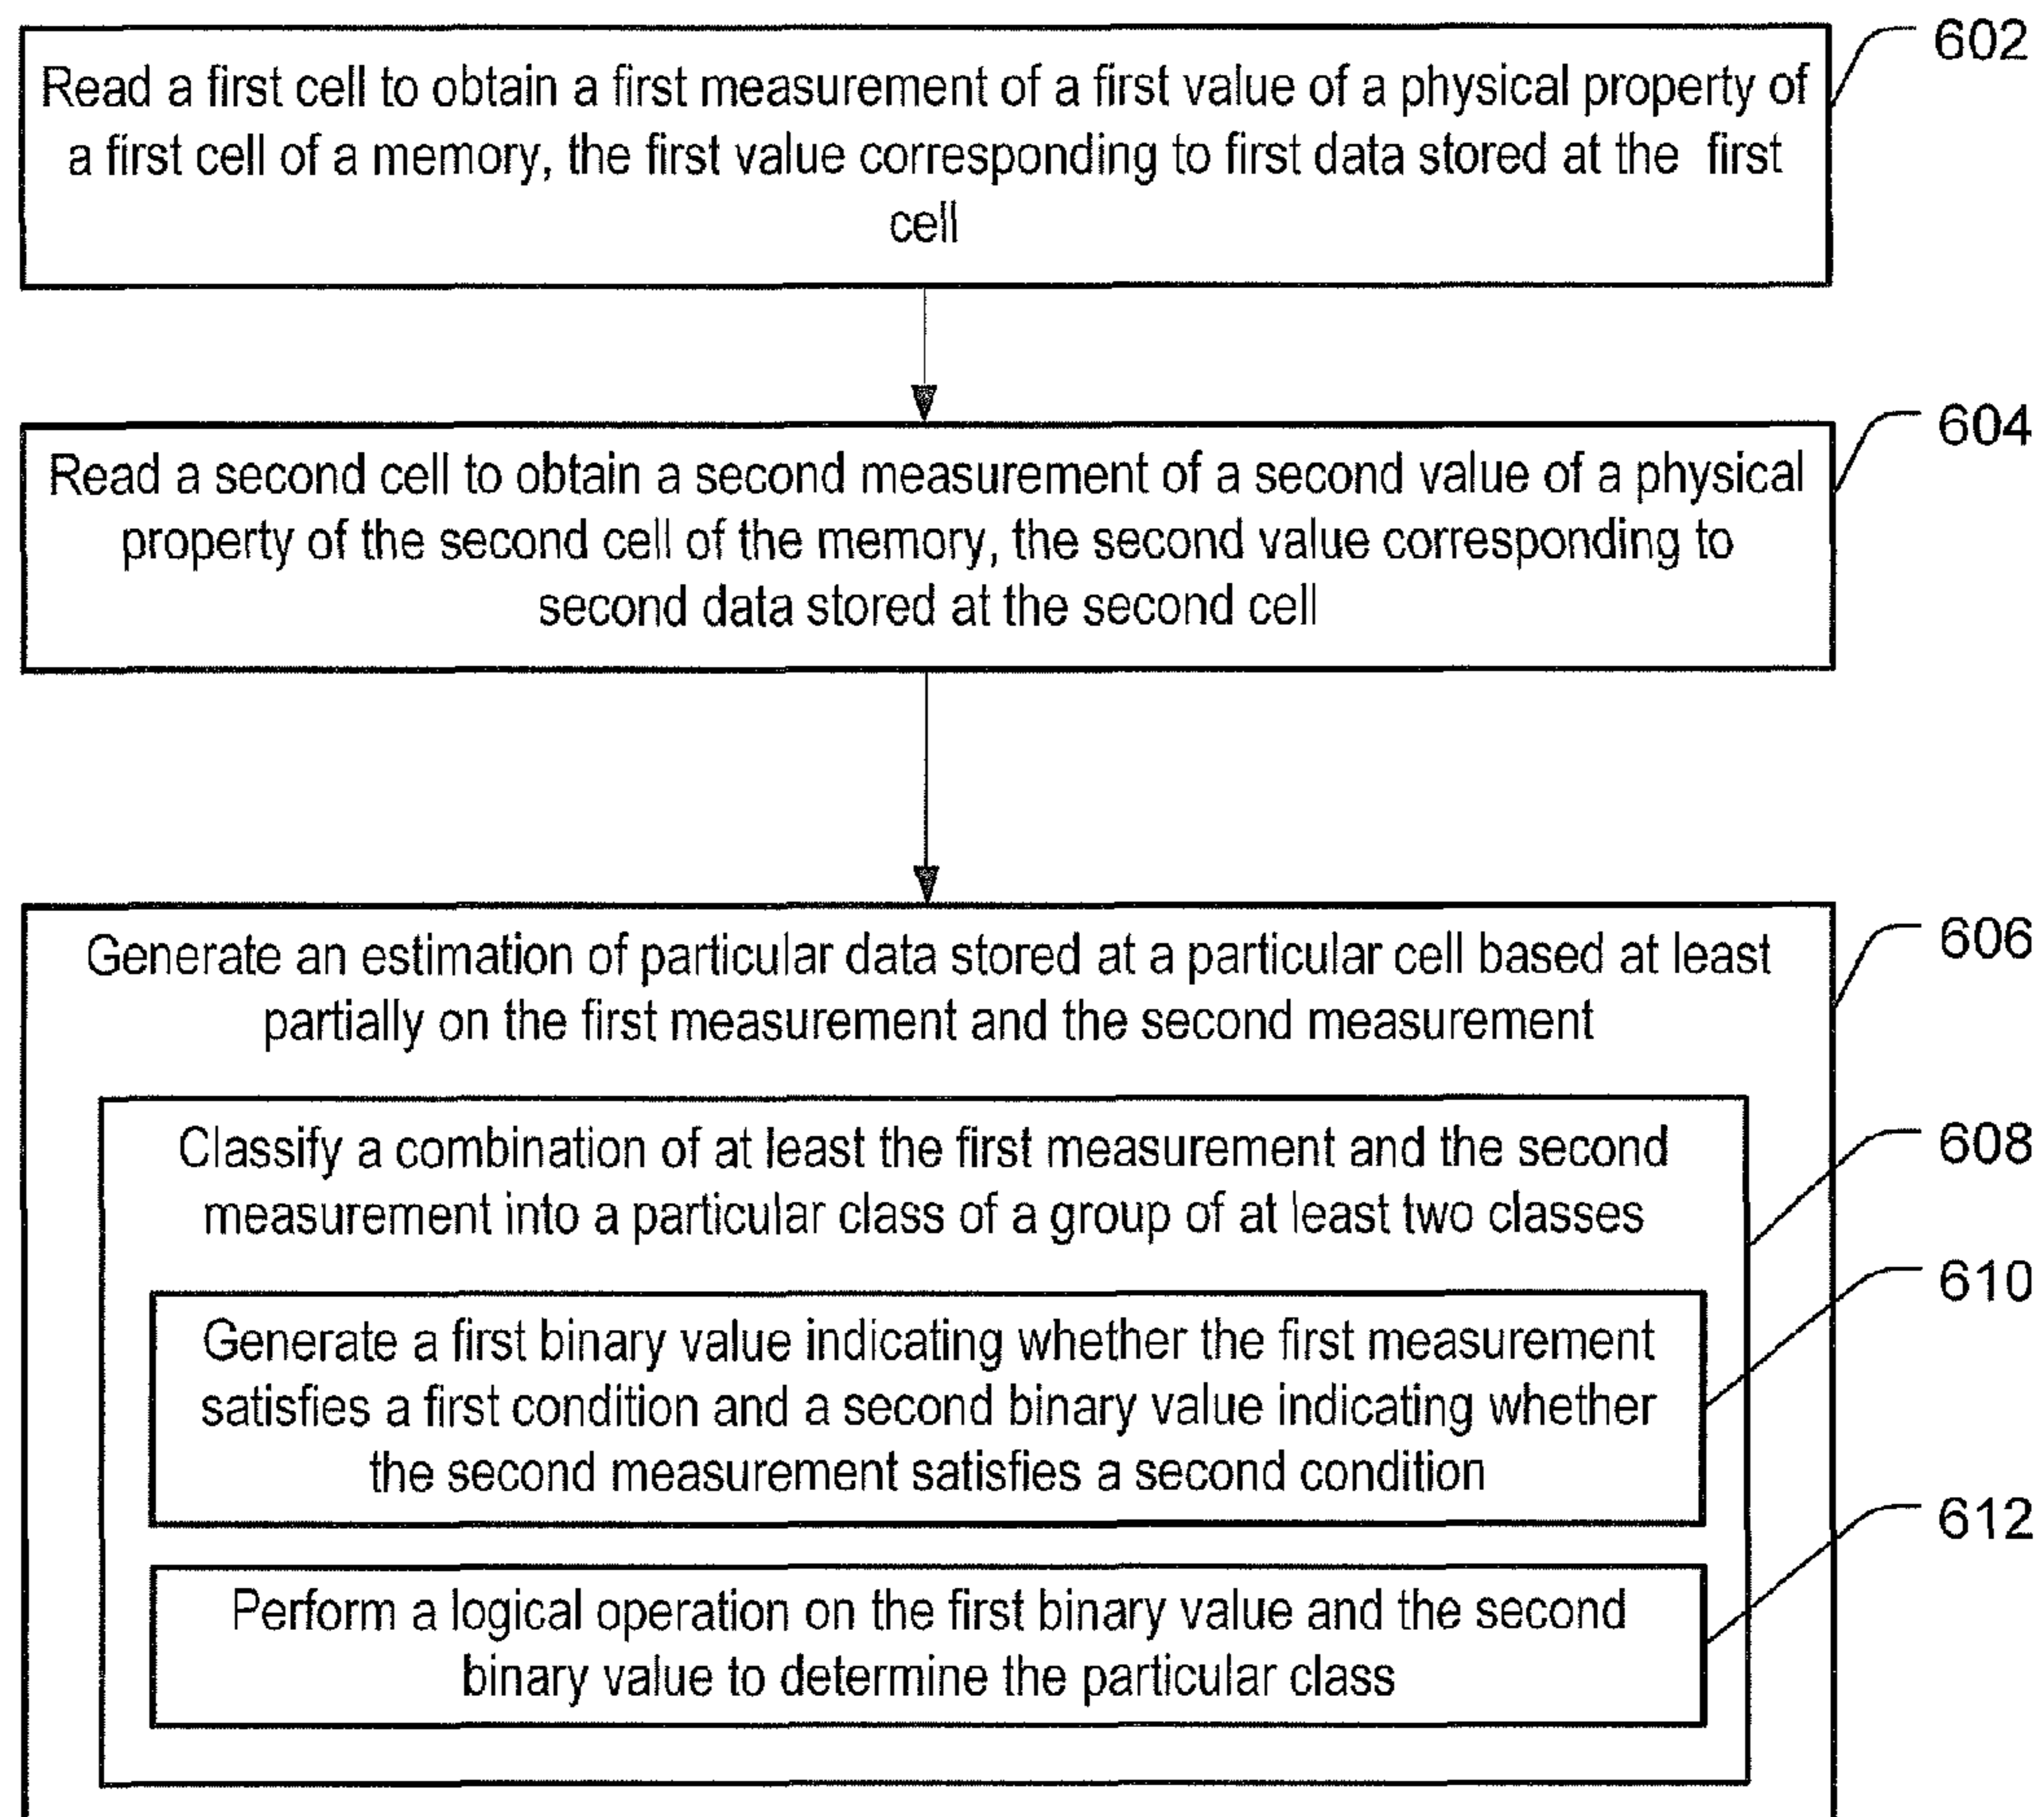 602
Read a first cell to obtain a first measurement of a first value of a physical property of
a first cell of a memory, the first value corresponding to first data stored at the first
cell
604
Read a second cell to obtain a second measurement of a second value of a physical
property of the second cell of the memory, the second value corresponding to
second data stored at the second cell
606
Generate an estimation of particular data stored at a particular cell based at least
partially on the first measurement and the second measurement
608
Classify a combination of at least the first measurement and the second
measurement into a particular class of a group of at least two classes
610
Generate a first binary value indicating whether the first measurement
satisfies a first condition and a second binary value indicating whether
the second measurement satisfies a second condition
612
Perform a logical operation on the first binary value and the second
binary value to determine the particular class